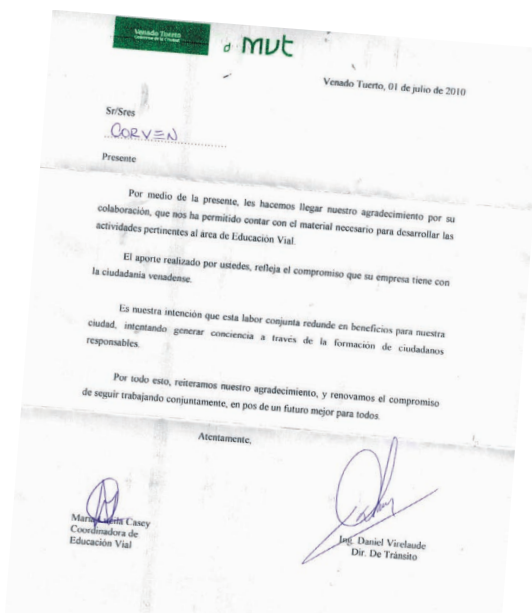 Venado Tuerto
mvt
Venado Tuerto, 01 de julio de 2010
Sr/Sres
CORVEN
Presente
Por medio de la presente, les hacemos llegar nuestro agradecimiento por su
colaboración, que nos ha permitido contar con el material necesario para desarrollar las
actividades pertinentes al área de Educación Vial.
El aporte realizado por ustedes, refleja el compromiso que su empresa tiene con
la ciudadanía venadense.
Es nuestra intención que esta labor conjunta redunde en beneficios para nuestra
ciudad, intentando generar conciencia a través de la formación de ciudadanos
responsables.
Por todo esto, reiteramos nuestro agradecimiento, y renovamos el compromiso
de seguir trabajando conjuntamente, en pos de un futuro mejor para todos.
Atentamente,
Casey
Coordinadora de
Educación Vial
Ing. Daniel Virelaude
Dir. De Tránsito